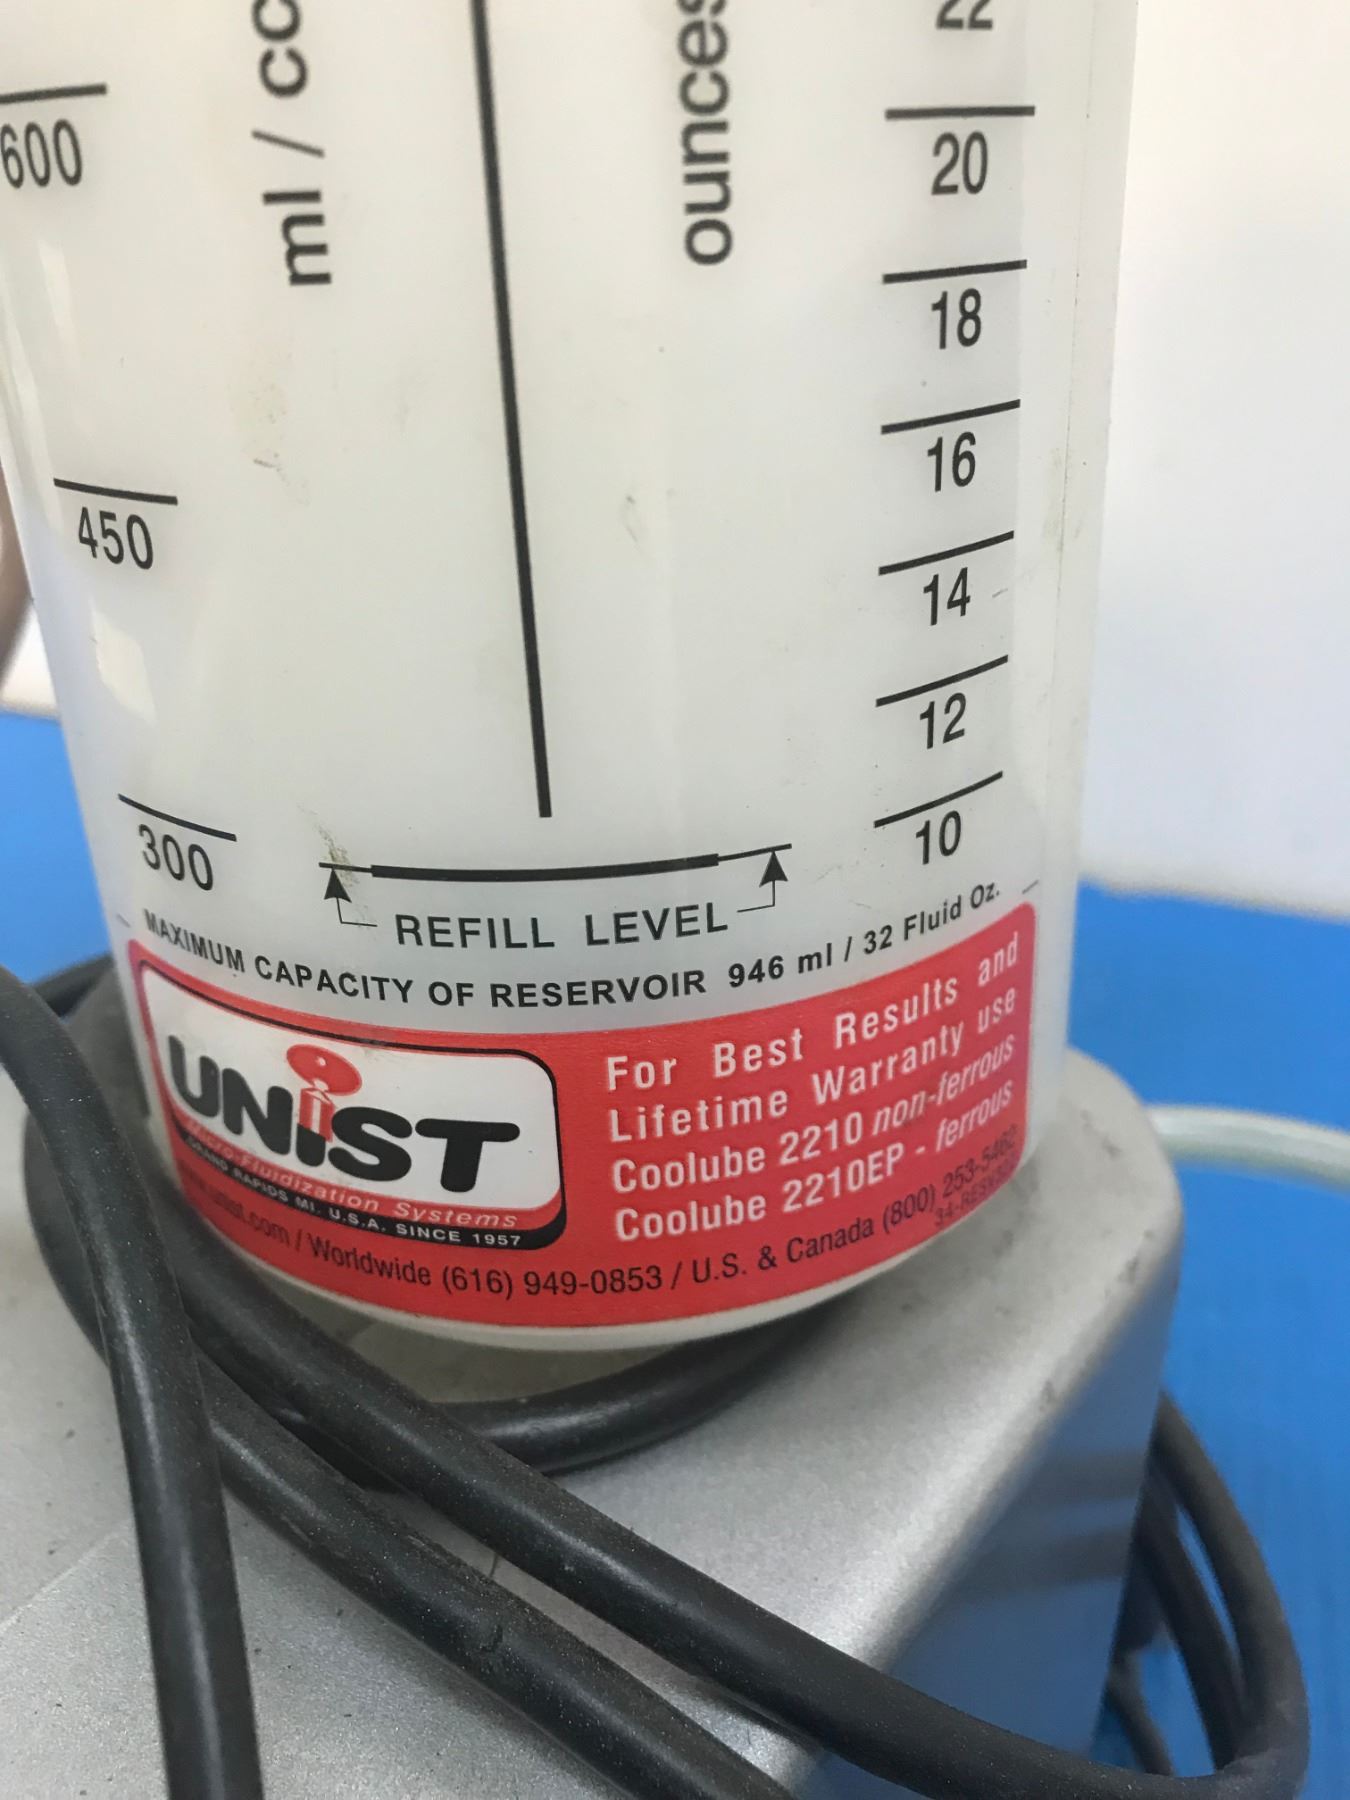 ml / cc
ounces
600
450
300
22
20
18
16
14
12
10
REFILL LEVEL
MAXIMUM CAPACITY OF RESERVOIR 946 ml / 32 Fluid Oz.
UNiST
Micro-Fluidization Systems
GRAND RAPIDS MI. U.S.A. SINCE 1957
For Best Results and
Lifetime Warranty use
Coolube 2210 non-ferrous
Coolube 2210EP - ferrous
www.unist.com / Worldwide (616) 949-0853 / U.S. & Canada (800) 253-5462